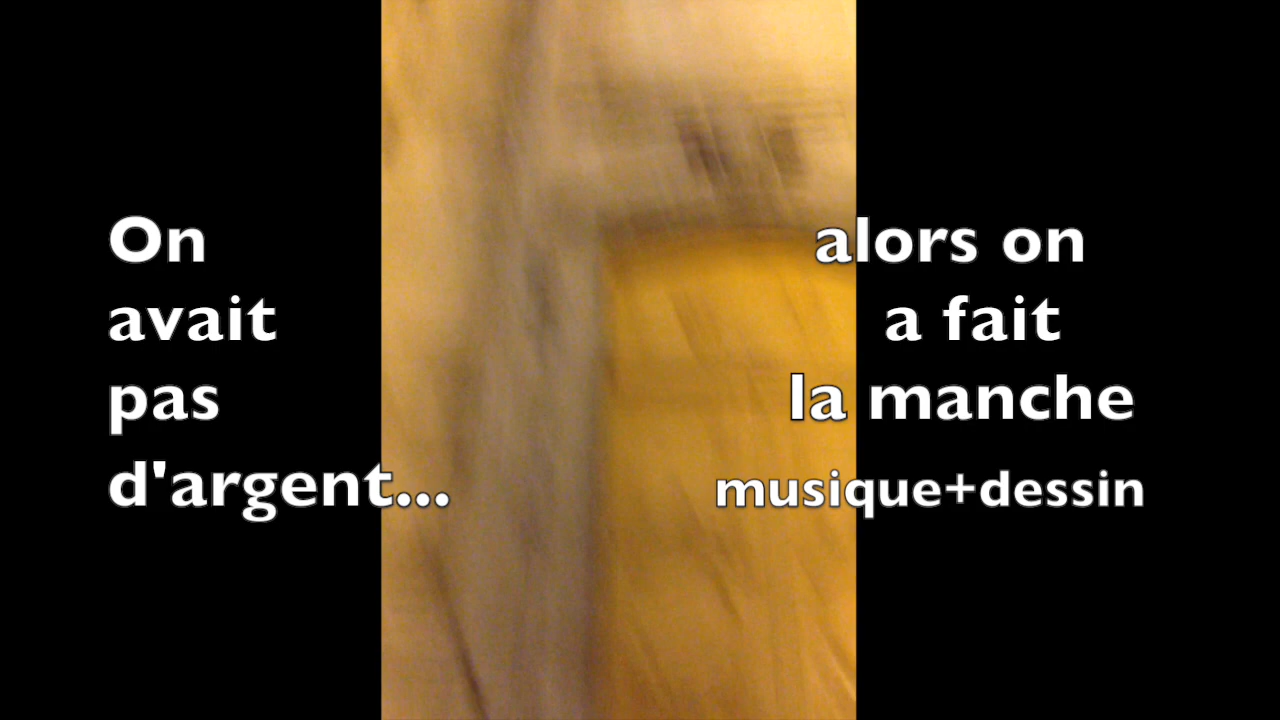 On
avait
pas
d'argent...
alors on
a fait
la manche
musique+dessin